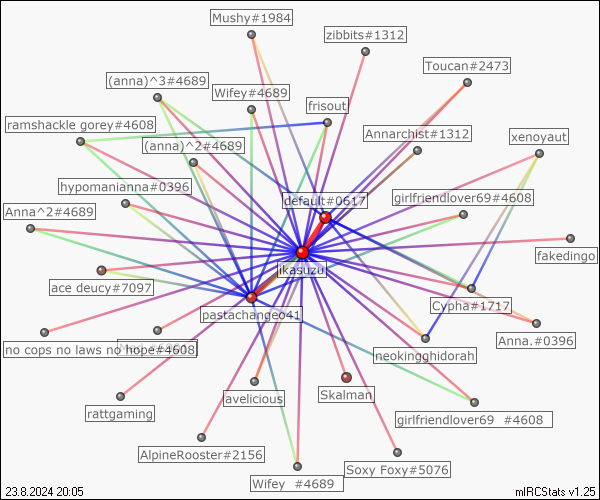 Mushy#1984
zibbits#1312
Toucan#2473
(anna)^3#4689
Wifey#4689
frisout
ramshackle gorey#4608
Annarchist#1312
xenoyaut
(anna)^2#4689
hypomanianna#0396
default#0617
girlfriendlover69#4608
Anna^2#4689
fakedingo
ikasuzu
ace deucy#7097
Cypha#1717
pastachangeo41
Anna.#0396
no cops no laws no hope#4608
neokingghidorah
Skalman
avelicious
rattgaming
girlfriendlover69 #4608
AlpineRooster#2156
Soxy Foxy#5076
Wifey #4689
23.8.2024 20:05
mIRCStats v1.25